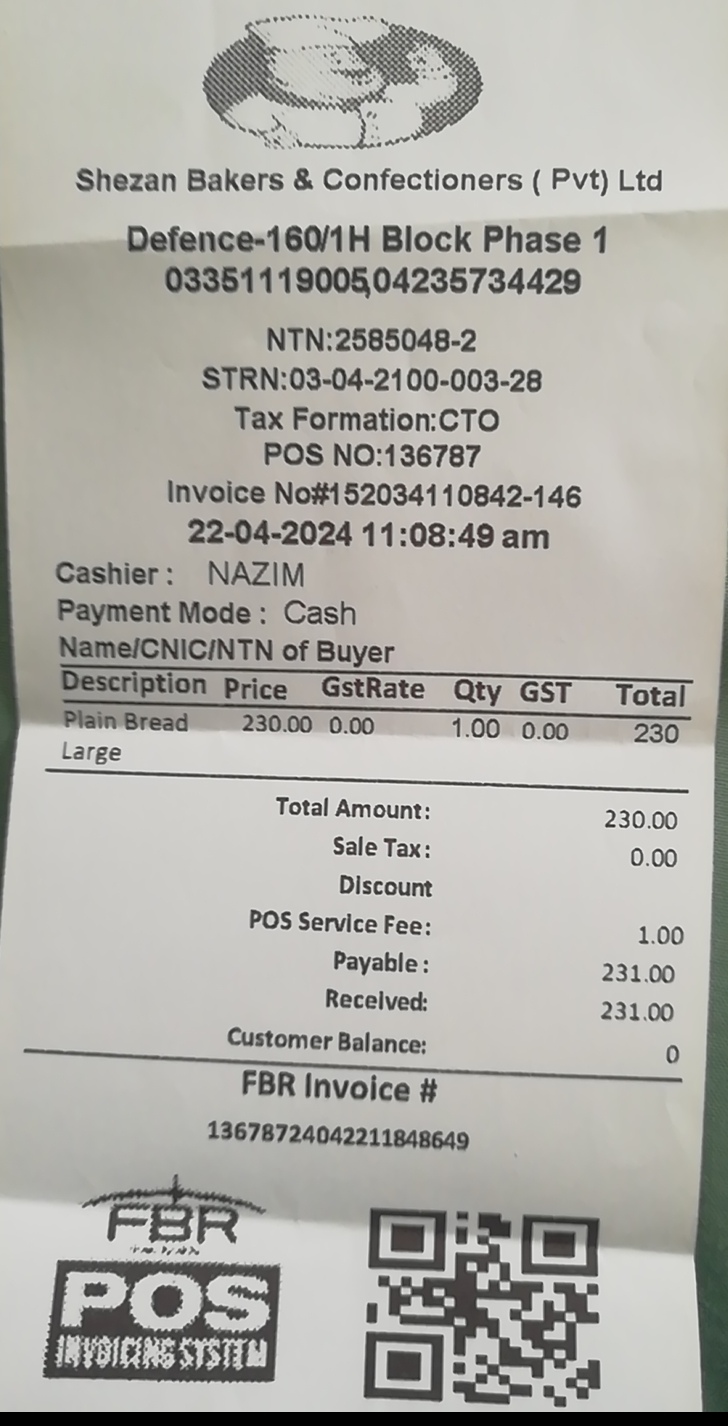 Shezan Bakers & Confectioners ( Pvt) Ltd
Defence-160/1H Block Phase 1
03351119005,04235734429
NTN:2585048-2
STRN:03-04-2100-003-28
Tax Formation:CTO
POS NO:136787
Invoice No#152034110842-146
22-04-2024 11:08:49 am
Cashier : NAZIM
Payment Mode : Cash
Name/CNIC/NTN of Buyer
Description Price GstRate Qty GST Total
Plain Bread 230.00 0.00 1.00 0.00 230
Large
Total Amount: 230.00
Sale Tax: 0.00
Discount
POS Service Fee: 1.00
Payable: 231.00
Received: 231.00
Customer Balance: 0
FBR Invoice #
13678724042211848649
FBR
POS
INVOICING SYSTEM